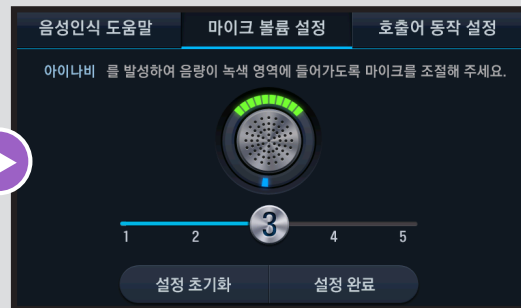 음성인식 도움말 마이크 볼륨 설정 호출어 동작 설정
아이나비 를 발성하여 음량이 녹색 영역에 들어가도록 마이크를 조절해 주세요.
1 2 3 4 5
설정 초기화 설정 완료